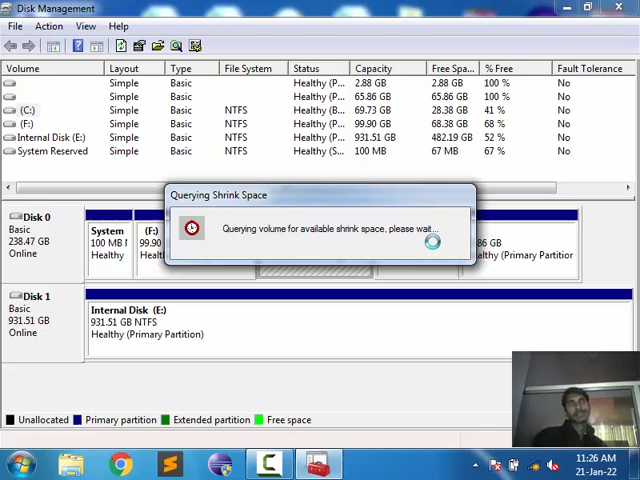 Disk Management
File Action View Help
Volume Layout Type File System Status Capacity Free Spa... % Free Fault Tolerance
Simple Basic Healthy (P... 2.88 GB 2.88 GB 100 % No
Simple Basic Healthy (P... 65.86 GB 65.86 GB 100 % No
(C:) Simple Basic NTFS Healthy (B... 69.73 GB 28.38 GB 41 % No
(F:) Simple Basic NTFS Healthy (P... 99.90 GB 68.38 GB 68 % No
Internal Disk (E:) Simple Basic NTFS Healthy (P... 931.51 GB 482.19 GB 52 % No
System Reserved Simple Basic NTFS Healthy (S... 100 MB 67 MB 67 % No
Querying Shrink Space
Querying volume for available shrink space, please wait...
Disk 0
Basic
238.47 GB
Online
System
100 MB N
Healthy
(F:)
99.90
Healthy
.86 GB
ealthy (Primary Partition
Disk 1
Basic
931.51 GB
Online
Internal Disk (E:)
931.51 GB NTFS
Healthy (Primary Partition)
Unallocated Primary partition Extended partition Free space
11:26 AM
21-Jan-22